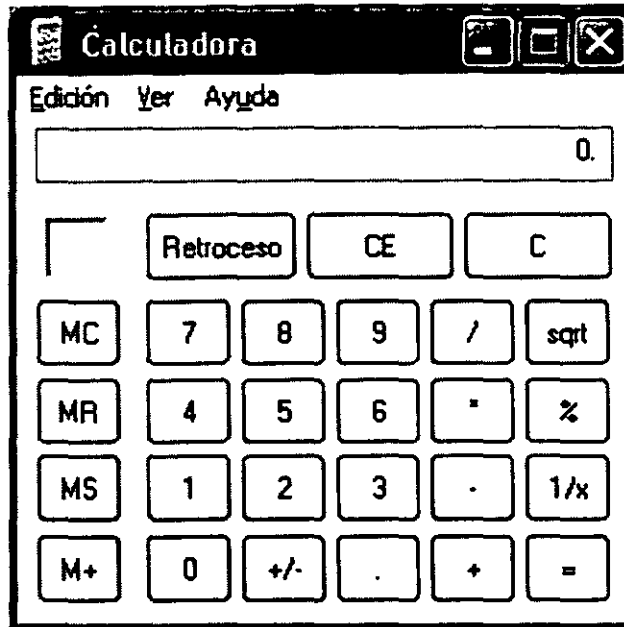 Calculadora
Edición Ver Ayuda
0.
Retroceso CE C
MC 7 8 9 / sqrt
MR 4 5 6 * %
MS 1 2 3 - 1/x
M+ 0 +/- . + =